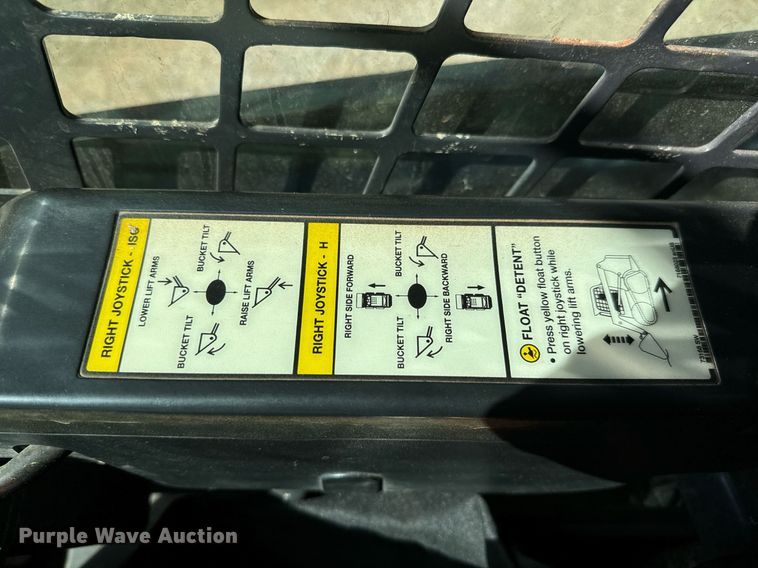 RIGHT JOYSTICK - ISO
LOWER LIFT ARMS
BUCKET TILT
BUCKET TILT
RAISE LIFT ARMS
RIGHT JOYSTICK - H
RIGHT SIDE FORWARD
BUCKET TILT
BUCKET TILT
RIGHT SIDE BACKWARD
FLOAT "DETENT"
• Press yellow float button
on right joystick while
lowering lift arms.
Purple Wave Auction